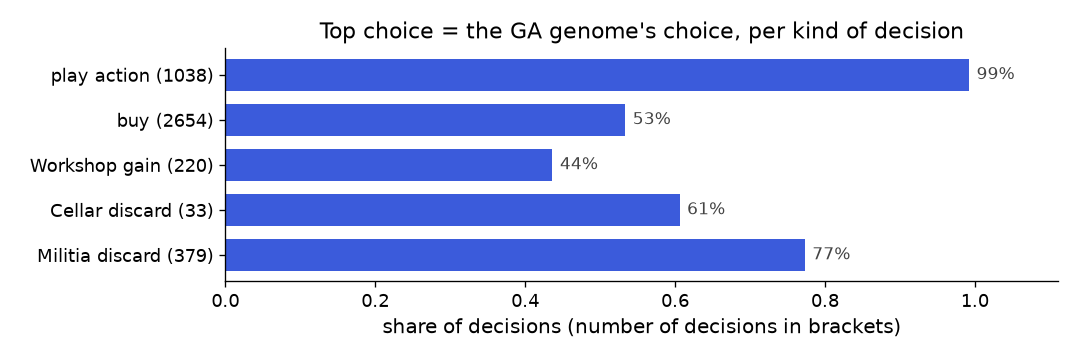 Top choice = the GA genome's choice, per kind of decision
play action (1038) 99%
buy (2654) 53%
Workshop gain (220) 44%
Cellar discard (33) 61%
Militia discard (379) 77%
0.0 0.2 0.4 0.6 0.8 1.0
share of decisions (number of decisions in brackets)